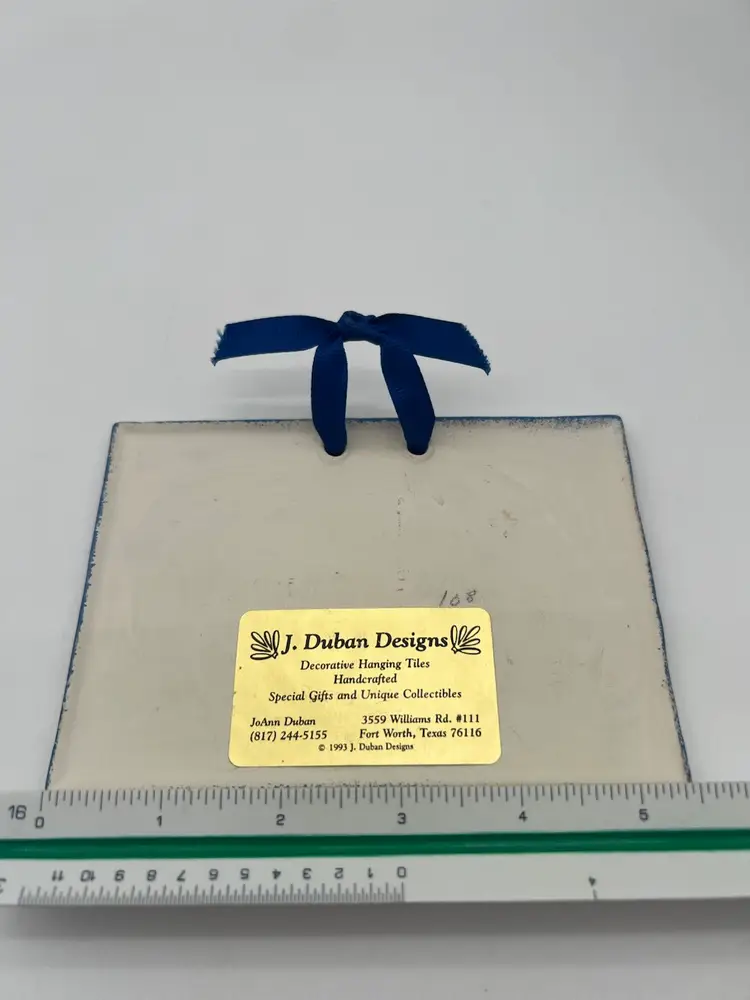 108
J. Duban Designs
Decorative Hanging Tiles
Handcrafted
Special Gifts and Unique Collectibles
JoAnn Duban 3559 Williams Rd. #111
(817) 244-5155 Fort Worth, Texas 76116
© 1993 J. Duban Designs
16 0 1 2 3 4 5
11 10 9 8 7 6 5 4 3 2 1 0 4